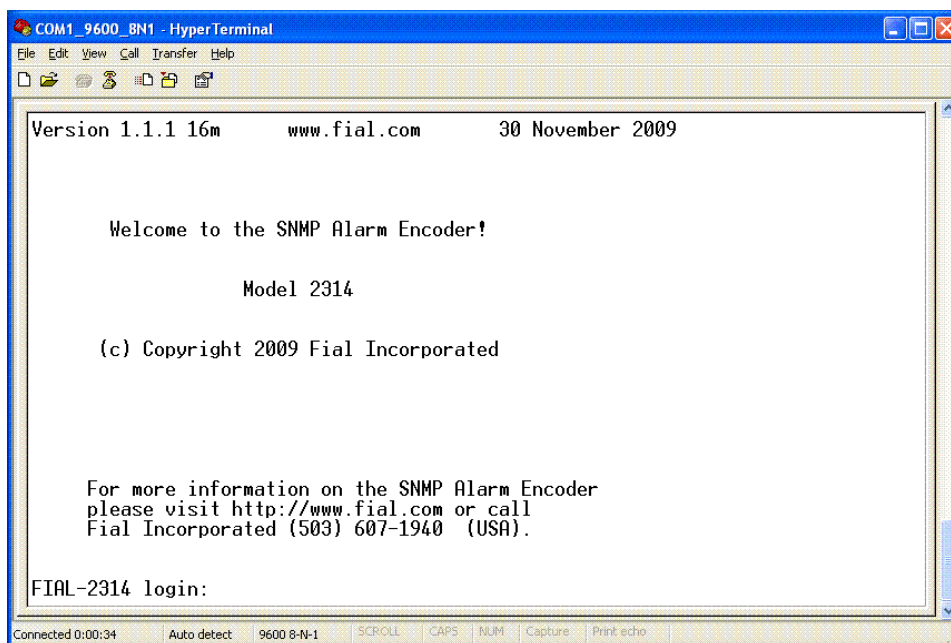 COM1_9600_8N1 - HyperTerminal
File Edit View Call Transfer Help
Version 1.1.1 16m www.fial.com 30 November 2009
Welcome to the SNMP Alarm Encoder!
Model 2314
(c) Copyright 2009 Fial Incorporated
For more information on the SNMP Alarm Encoder
please visit http://www.fial.com or call
Fial Incorporated (503) 607-1940 (USA).
FIAL-2314 login:
Connected 0:00:34 Auto detect 9600 8-N-1 SCROLL CAPS NUM Capture Print echo